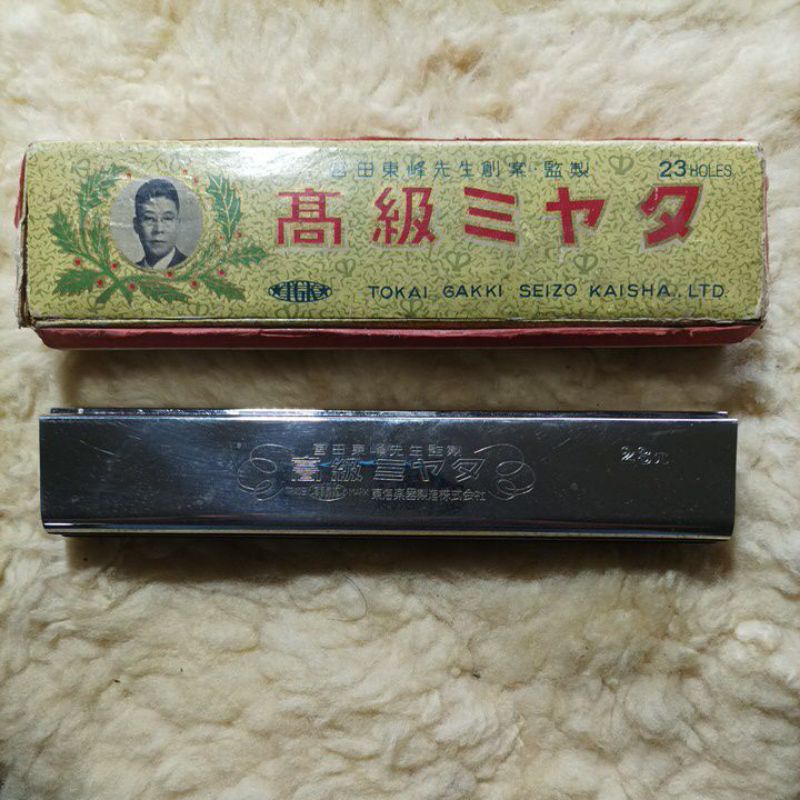 宮田東峰先生創案・監製 23 HOLES
高級ミヤタ
TGK TOKAI GAKKI SEIZO KAISHA., LTD.
宮田東峰先生監製
高級ミヤタ
TRADE MARK 東海楽器製造株式会社